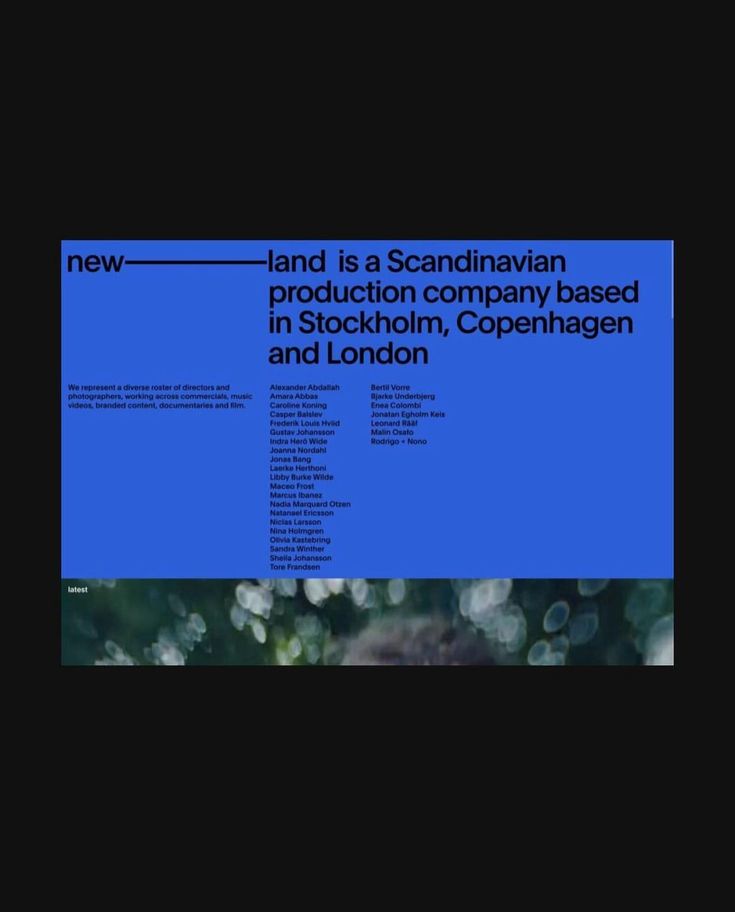 new land is a Scandinavian
production company based
in Stockholm, Copenhagen
and London
We represent a diverse roster of directors and
photographers, working across commercials, music
videos, branded content, documentaries and film.
Alexander Abdallah
Amara Abbas
Caroline Koning
Casper Balslev
Frederik Louis Hviid
Gustav Johansson
Indra Herö Wide
Joanna Nordahl
Jonas Bang
Laerke Herthoni
Libby Burke Wilde
Maceo Frost
Marcus Ibanez
Nadia Marquard Otzen
Natanael Ericsson
Niclas Larsson
Nina Holmgren
Olivia Kastebring
Sandra Winther
Sheila Johansson
Tore Frandsen
Bertil Vorre
Bjarke Underbjerg
Enea Colombi
Jonatan Egholm Keis
Leonard Rääf
Malin Osafo
Rodrigo + Nono
latest